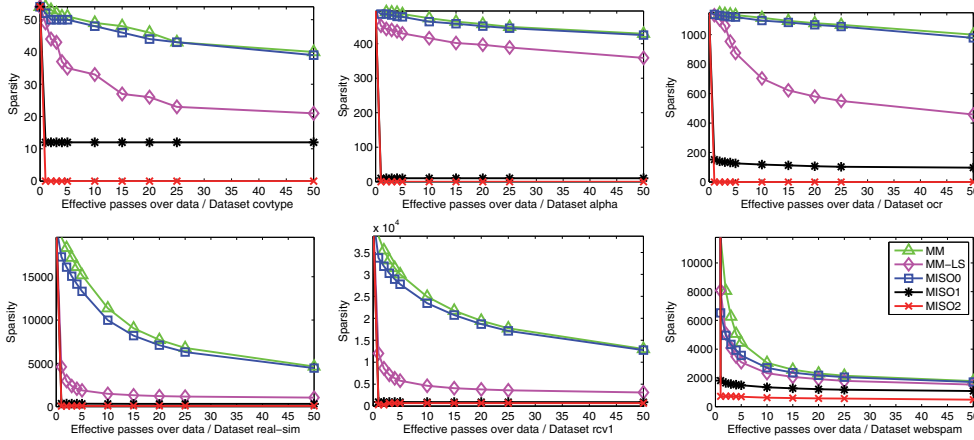 Sparsity
50
40
30
20
10
0
0 5 10 15 20 25 30 35 40 45 50
Effective passes over data / Dataset covtype
Sparsity
400
300
200
100
0
0 5 10 15 20 25 30 35 40 45 50
Effective passes over data / Dataset alpha
Sparsity
1000
800
600
400
200
0
0 5 10 15 20 25 30 35 40 45 50
Effective passes over data / Dataset ocr
Sparsity
15000
10000
5000
0
5 10 15 20 25 30 35 40 45 50
Effective passes over data / Dataset real-sim
x 10^4
Sparsity
3.5
3
2.5
2
1.5
1
0.5
0
0 5 10 15 20 25 30 35 40 45 50
Effective passes over data / Dataset rcv1
Sparsity
10000
8000
6000
4000
2000
0
0 5 10 15 20 25 30 35 40 45 50
Effective passes over data / Dataset webspam
MM
MM-LS
MISO0
MISO1
MISO2